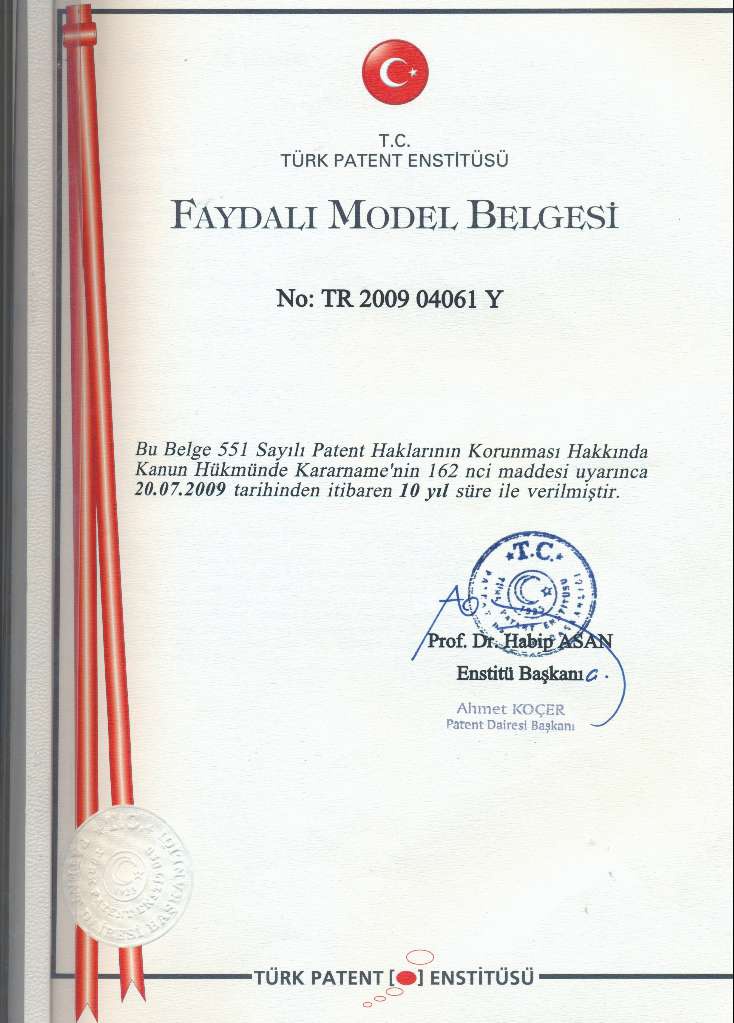 T.C.
TÜRK PATENT ENSTİTÜSÜ
FAYDALI MODEL BELGESİ
No: TR 2009 04061 Y
Bu Belge 551 Sayılı Patent Haklarının Korunması Hakkında
Kanun Hükmünde Kararname'nin 162 nci maddesi uyarınca
20.07.2009 tarihinden itibaren 10 yıl süre ile verilmiştir.
T.C.
Prof. Dr. Habip ASAN
Enstitü Başkanı
Ahmet KOÇER
Patent Dairesi Başkanı
T.C.
1923
TÜRK PATENT [ ] ENSTİTÜSÜ